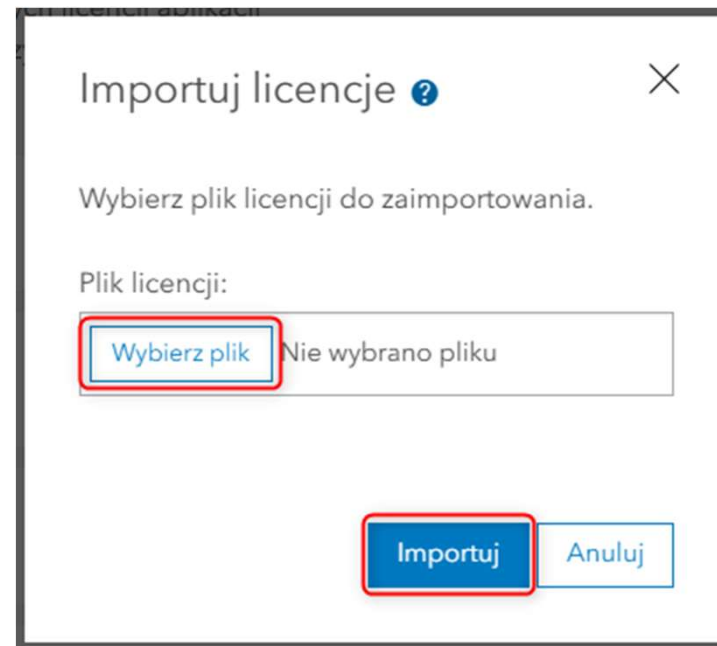 Importuj licencje
Wybierz plik licencji do zaimportowania.
Plik licencji:
Wybierz plik Nie wybrano pliku
Importuj Anuluj